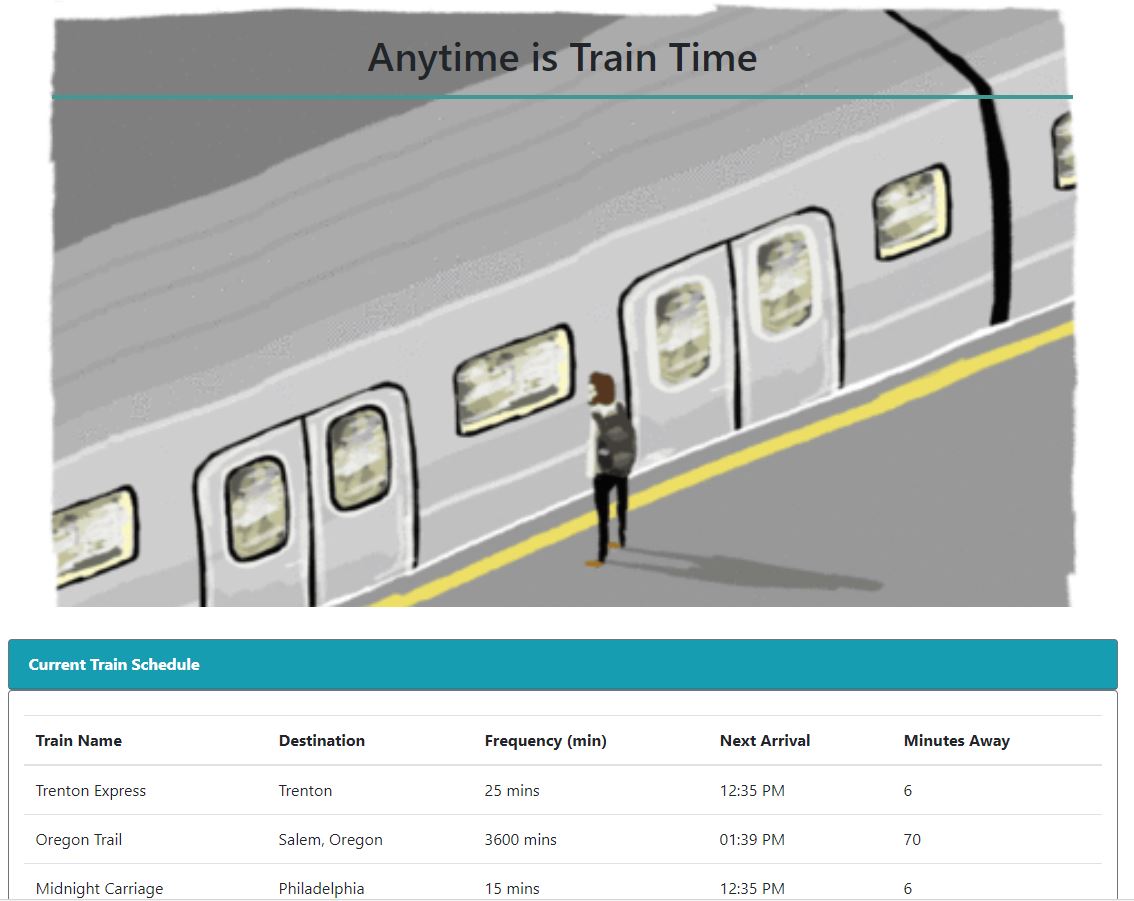 Anytime is Train Time
Current Train Schedule
Train Name Destination Frequency (min) Next Arrival Minutes Away
Trenton Express Trenton 25 mins 12:35 PM 6
Oregon Trail Salem, Oregon 3600 mins 01:39 PM 70
Midnight Carriage Philadelphia 15 mins 12:35 PM 6